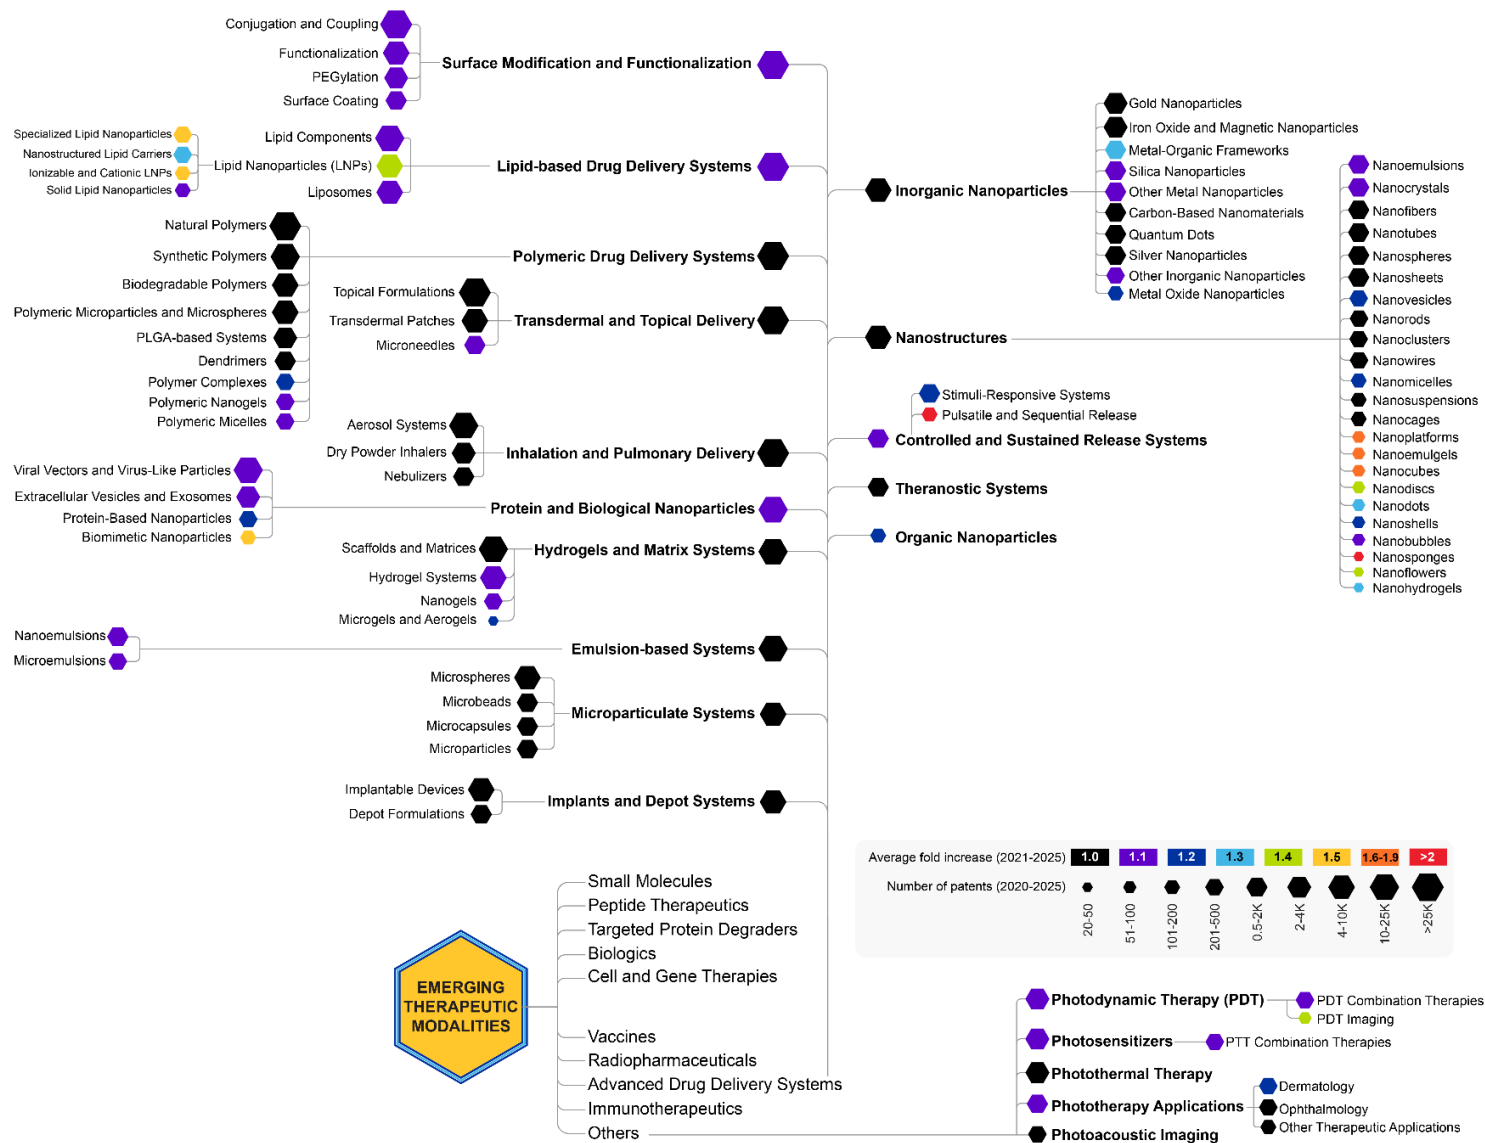 Conjugation and Coupling
Functionalization
PEGylation
Surface Coating
Surface Modification and Functionalization
Specialized Lipid Nanoparticles
Nanostructured Lipid Carriers
Ionizable and Cationic LNPs
Solid Lipid Nanoparticles
Lipid Components
Lipid Nanoparticles (LNPs)
Liposomes
Lipid-based Drug Delivery Systems
Natural Polymers
Synthetic Polymers
Biodegradable Polymers
Polymeric Microparticles and Microspheres
PLGA-based Systems
Dendrimers
Polymer Complexes
Polymeric Nanogels
Polymeric Micelles
Polymeric Drug Delivery Systems
Topical Formulations
Transdermal Patches
Microneedles
Transdermal and Topical Delivery
Aerosol Systems
Dry Powder Inhalers
Nebulizers
Inhalation and Pulmonary Delivery
Viral Vectors and Virus-Like Particles
Extracellular Vesicles and Exosomes
Protein-Based Nanoparticles
Biomimetic Nanoparticles
Protein and Biological Nanoparticles
Scaffolds and Matrices
Hydrogel Systems
Nanogels
Microgels and Aerogels
Hydrogels and Matrix Systems
Nanoemulsions
Microemulsions
Emulsion-based Systems
Microspheres
Microbeads
Microcapsules
Microparticles
Microparticulate Systems
Implantable Devices
Depot Formulations
Implants and Depot Systems
Inorganic Nanoparticles
Gold Nanoparticles
Iron Oxide and Magnetic Nanoparticles
Metal-Organic Frameworks
Silica Nanoparticles
Other Metal Nanoparticles
Carbon-Based Nanomaterials
Quantum Dots
Silver Nanoparticles
Other Inorganic Nanoparticles
Metal Oxide Nanoparticles
Nanostructures
Nanoemulsions
Nanocrystals
Nanofibers
Nanotubes
Nanospheres
Nanosheets
Nanovesicles
Nanorods
Nanoclusters
Nanowires
Nanomicelles
Nanosuspensions
Nanocages
Nanoplatforms
Nanoemulgels
Nanocubes
Nanodiscs
Nanodots
Nanoshells
Nanobubbles
Nanosponges
Nanoflowers
Nanohydrogels
Stimuli-Responsive Systems
Pulsatile and Sequential Release
Controlled and Sustained Release Systems
Theranostic Systems
Organic Nanoparticles
Average fold increase (2021-2025)
1.0
1.1
1.2
1.3
1.4
1.5
1.6-1.9
>2
Number of patents (2020-2025)
20-50
51-100
101-200
201-500
0.5-2K
2-4K
4-10K
10-25K
>25K
EMERGING
THERAPEUTIC
MODALITIES
Small Molecules
Peptide Therapeutics
Targeted Protein Degraders
Biologics
Cell and Gene Therapies
Vaccines
Radiopharmaceuticals
Advanced Drug Delivery Systems
Immunotherapeutics
Others
Photodynamic Therapy (PDT)
PDT Combination Therapies
PDT Imaging
Photosensitizers
PTT Combination Therapies
Photothermal Therapy
Phototherapy Applications
Dermatology
Ophthalmology
Other Therapeutic Applications
Photoacoustic Imaging